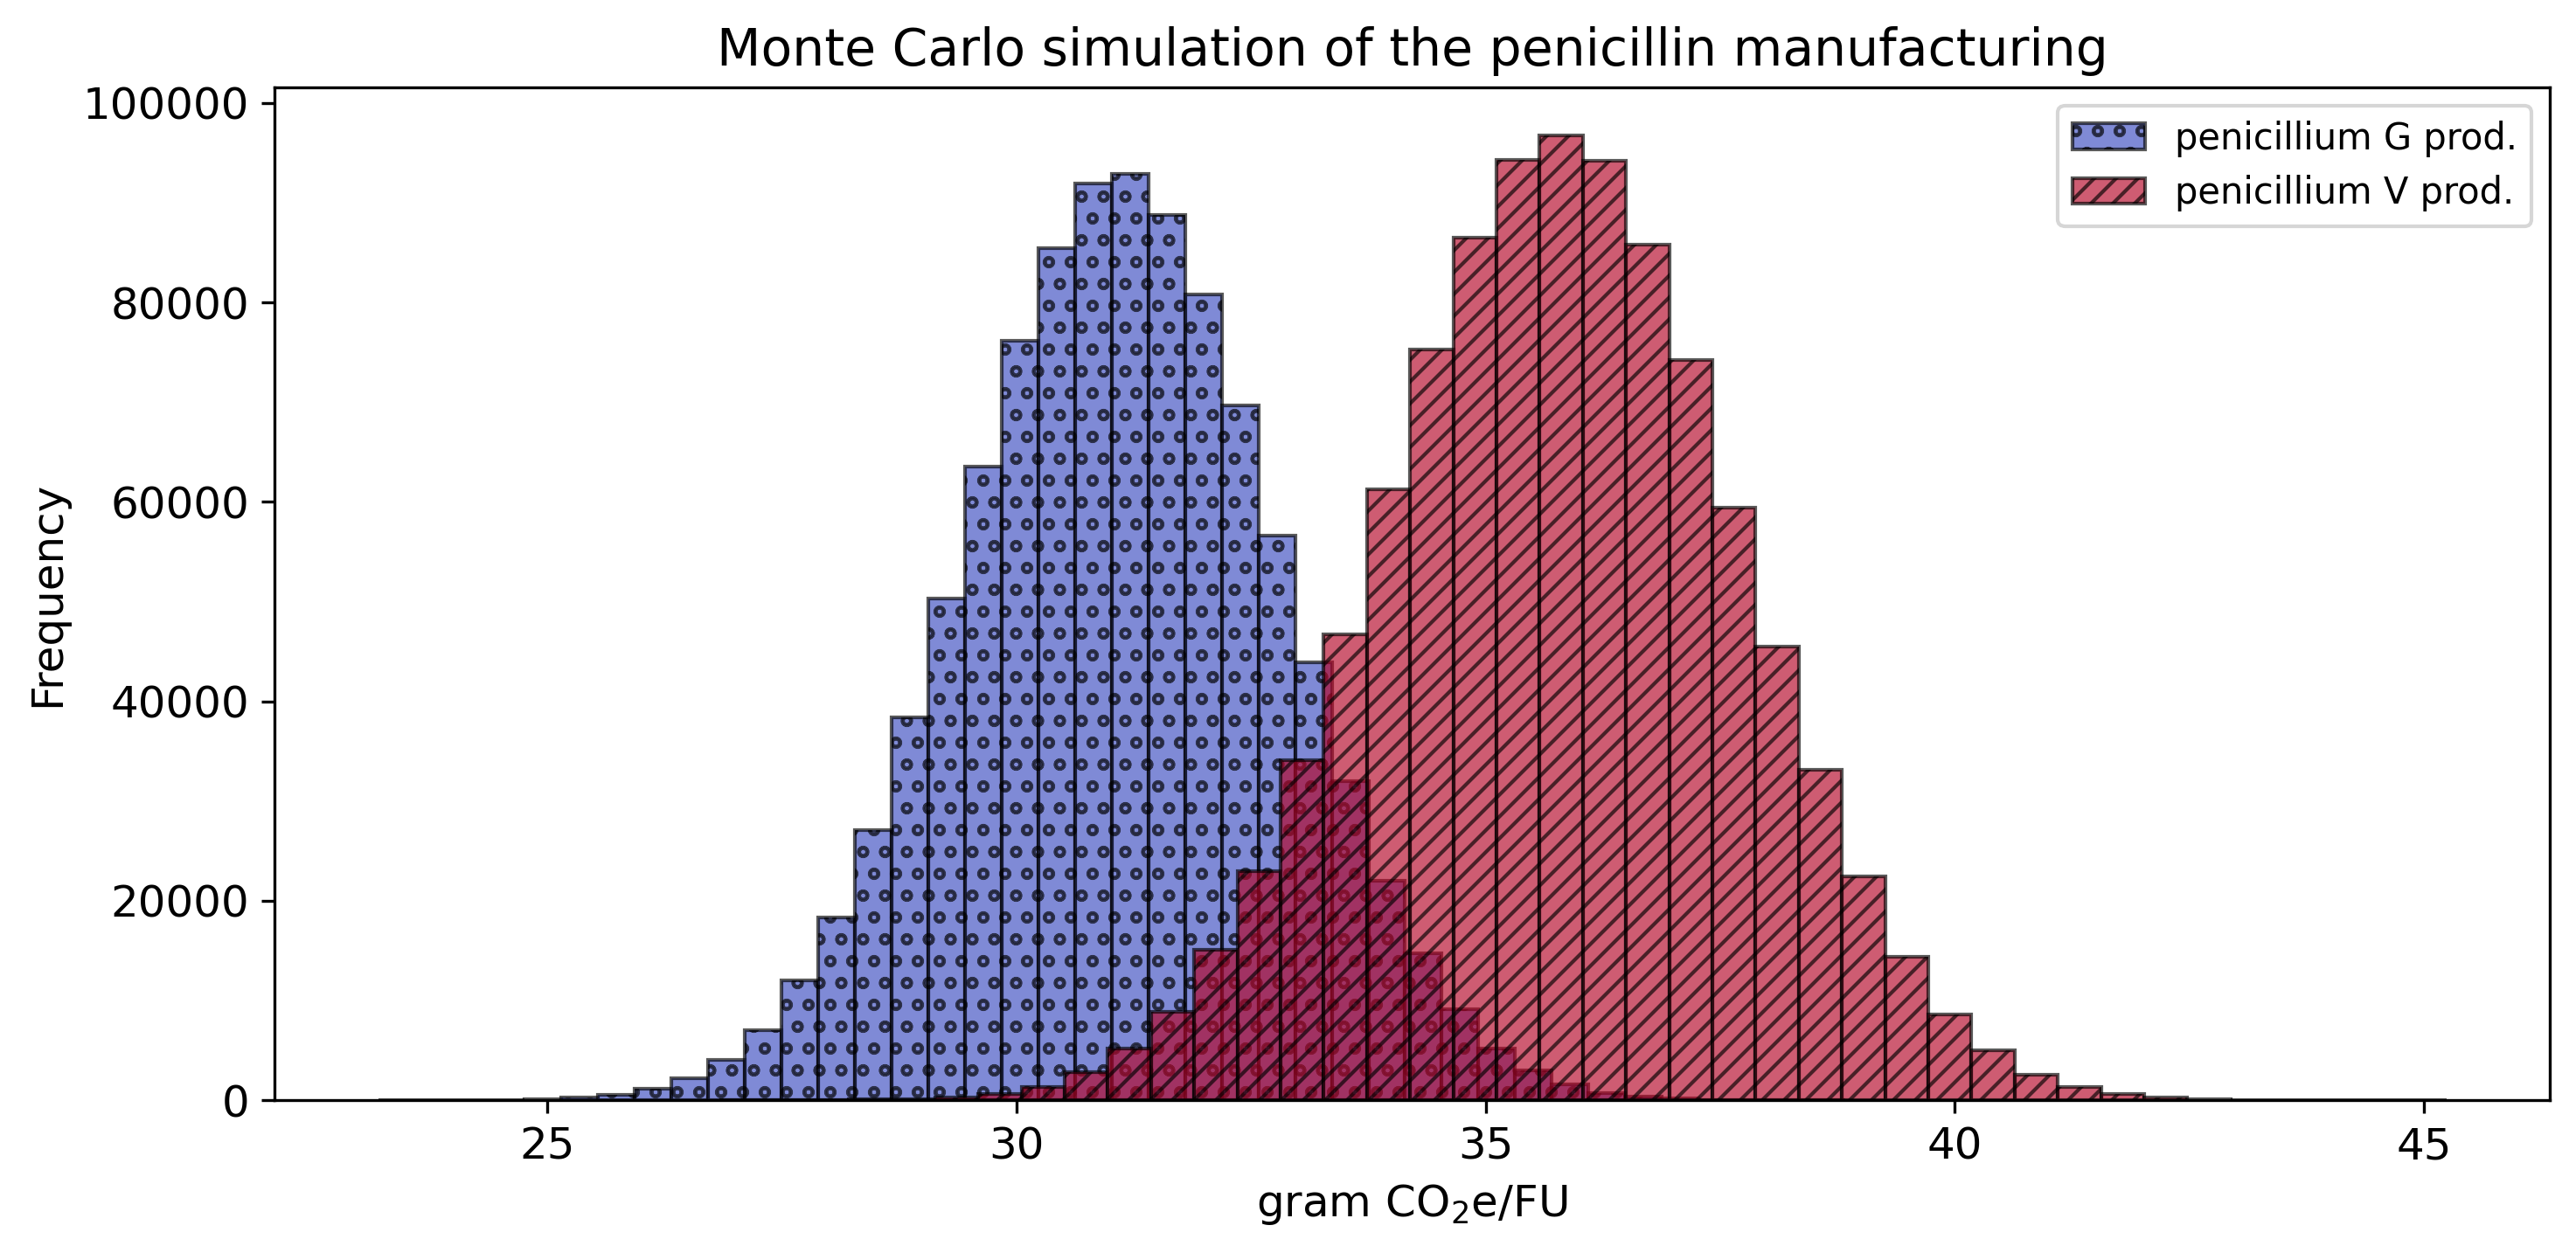 Monte Carlo simulation of the penicillin manufacturing
100000
80000
60000
40000
20000
0
Frequency
penicillium G prod.
penicillium V prod.
25 30 35 40 45
gram CO₂e/FU